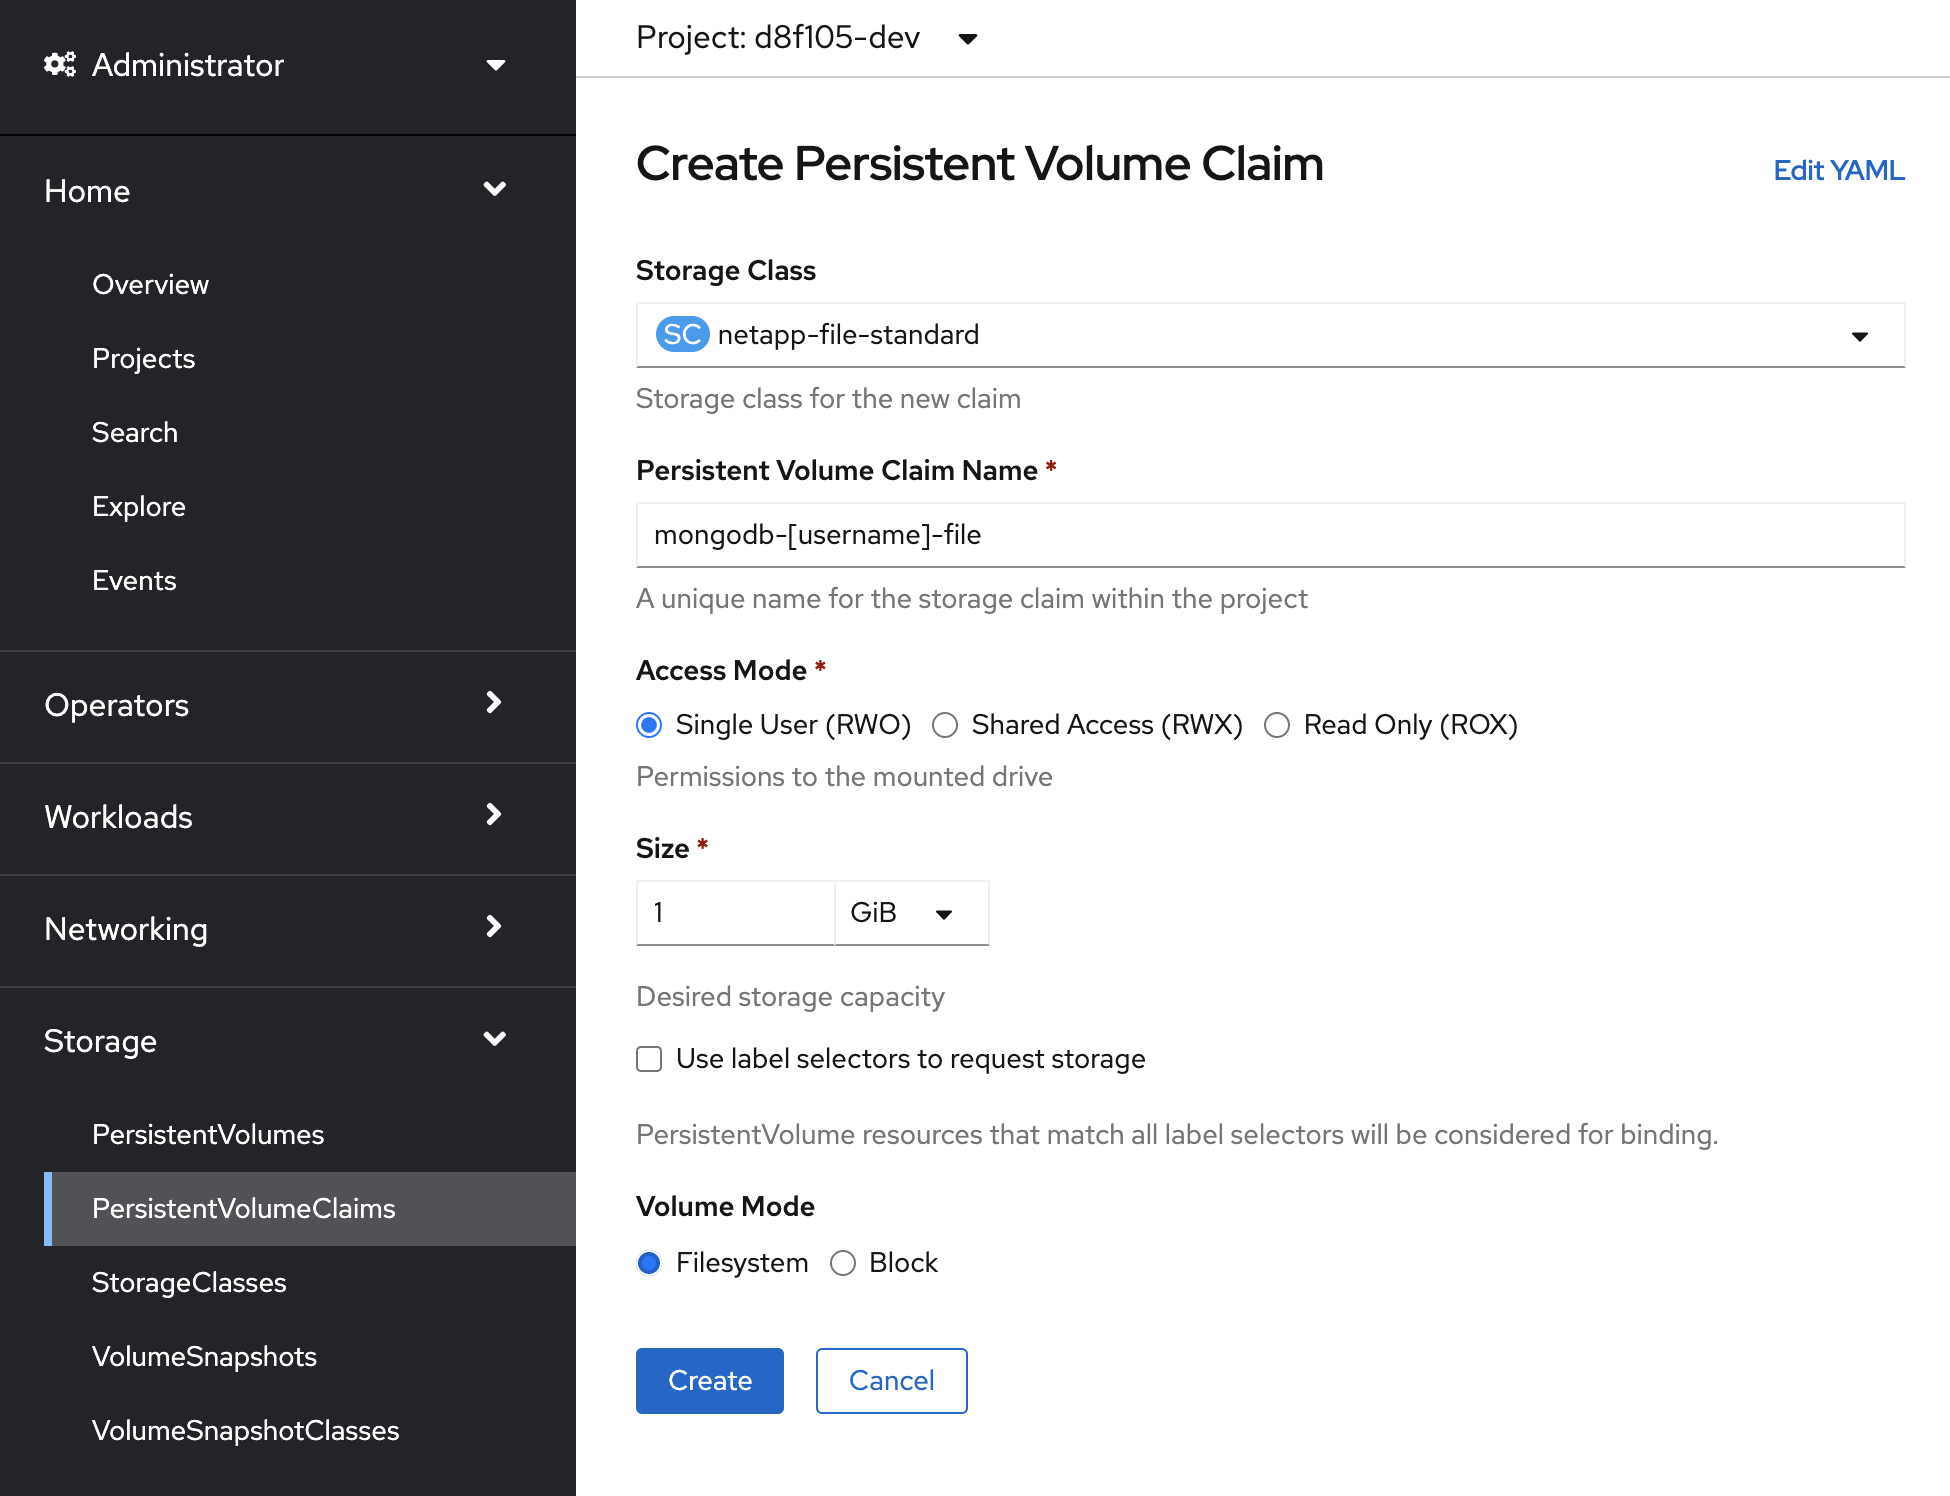 Administrator
Home
Overview
Projects
Search
Explore
Events
Operators
Workloads
Networking
Storage
PersistentVolumes
PersistentVolumeClaims
StorageClasses
VolumeSnapshots
VolumeSnapshotClasses
Project: d8f105-dev
Create Persistent Volume Claim
Edit YAML
Storage Class
SC netapp-file-standard
Storage class for the new claim
Persistent Volume Claim Name *
mongodb-[username]-file
A unique name for the storage claim within the project
Access Mode *
Single User (RWO) Shared Access (RWX) Read Only (ROX)
Permissions to the mounted drive
Size *
1 GiB
Desired storage capacity
Use label selectors to request storage
PersistentVolume resources that match all label selectors will be considered for binding.
Volume Mode
Filesystem Block
Create Cancel